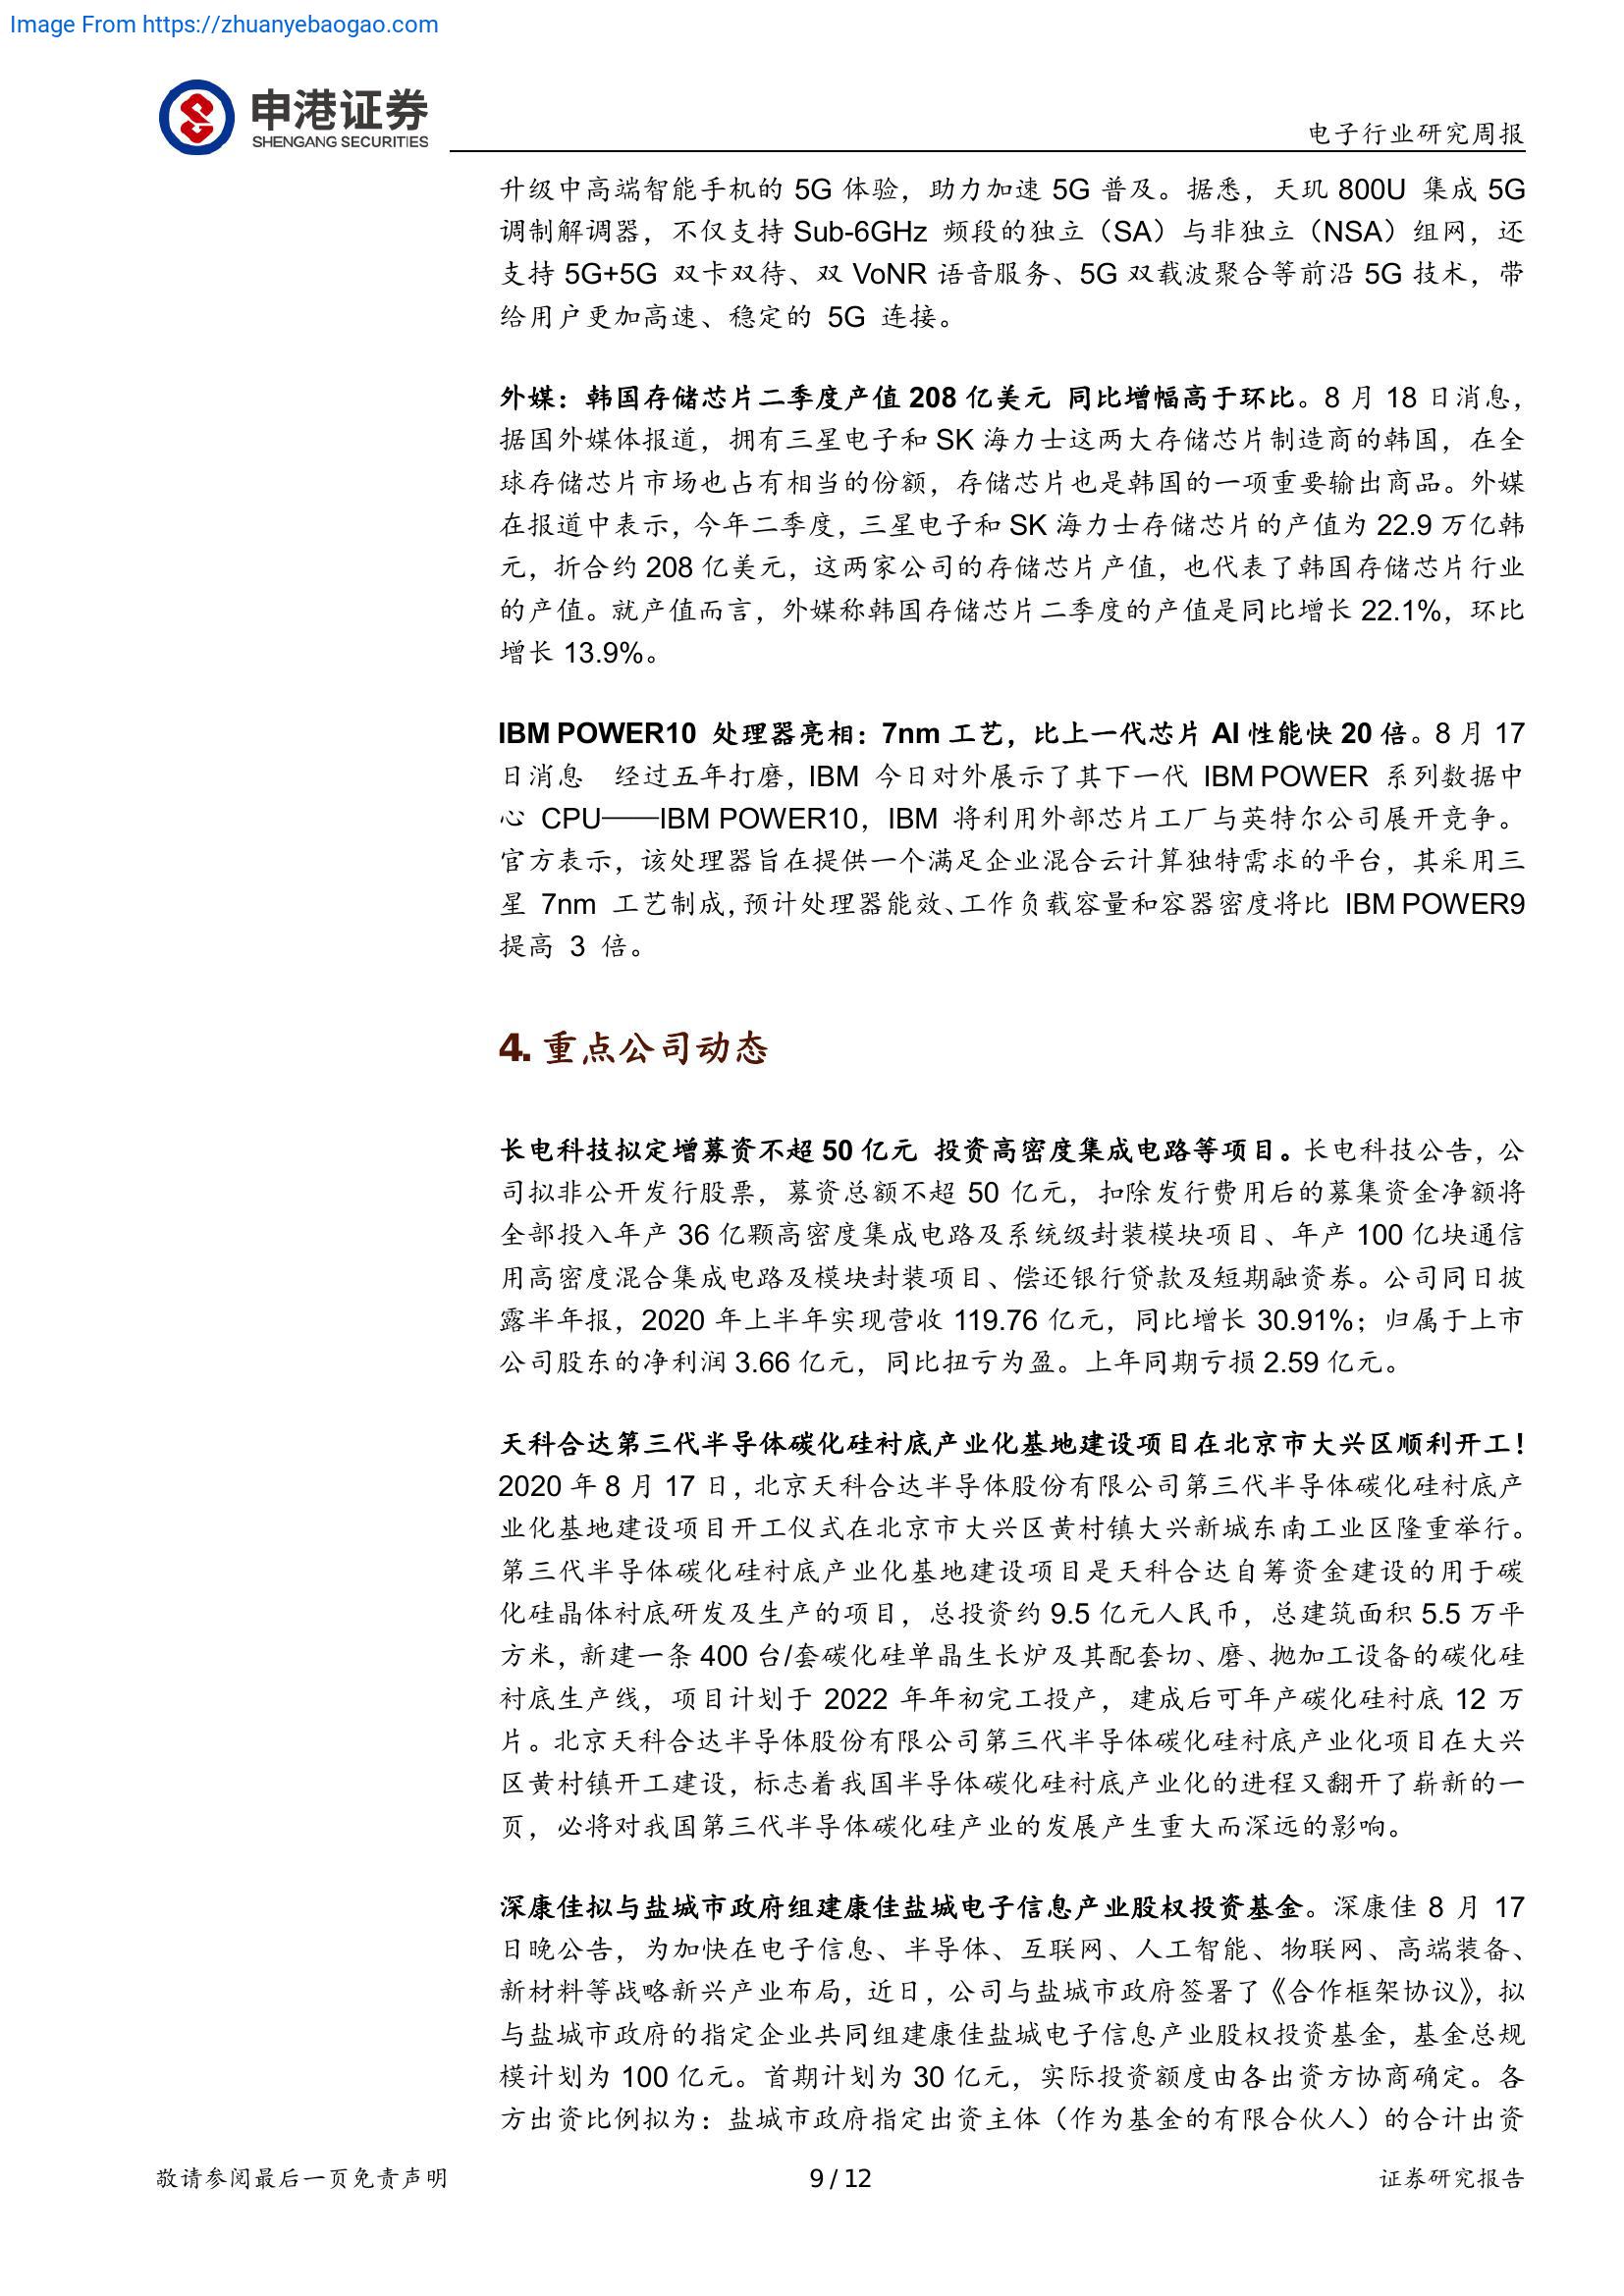 Image From https://zhuanyebaogao.com
申港证券
SHENGANG SECURITIES
电子行业研究周报
升级中高端智能手机的 5G 体验，助力加速 5G 普及。据悉，天玑 800U 集成 5G
调制解调器，不仅支持 Sub-6GHz 频段的独立（SA）与非独立（NSA）组网，还
支持 5G+5G 双卡双待、双 VoNR 语音服务、5G 双载波聚合等前沿 5G 技术，带
给用户更加高速、稳定的 5G 连接。
外媒：韩国存储芯片二季度产值 208 亿美元 同比增幅高于环比。8 月 18 日消息，
据国外媒体报道，拥有三星电子和 SK 海力士这两大存储芯片制造商的韩国，在全
球存储芯片市场也占有相当的份额，存储芯片也是韩国的一项重要输出商品。外媒
在报道中表示，今年二季度，三星电子和 SK 海力士存储芯片的产值为 22.9 万亿韩
元，折合约 208 亿美元，这两家公司的存储芯片产值，也代表了韩国存储芯片行业
的产值。就产值而言，外媒称韩国存储芯片二季度的产值是同比增长 22.1%，环比
增长 13.9%。
IBM POWER10 处理器亮相：7nm 工艺，比上一代芯片 AI 性能快 20 倍。8 月 17
日消息　经过五年打磨，IBM 今日对外展示了其下一代 IBM POWER 系列数据中
心 CPU——IBM POWER10，IBM 将利用外部芯片工厂与英特尔公司展开竞争。
官方表示，该处理器旨在提供一个满足企业混合云计算独特需求的平台，其采用三
星 7nm 工艺制成，预计处理器能效、工作负载容量和容器密度将比 IBM POWER9
提高 3 倍。
4. 重点公司动态
长电科技拟定增募资不超 50 亿元 投资高密度集成电路等项目。长电科技公告，公
司拟非公开发行股票，募资总额不超 50 亿元，扣除发行费用后的募集资金净额将
全部投入年产 36 亿颗高密度集成电路及系统级封装模块项目、年产 100 亿块通信
用高密度混合集成电路及模块封装项目、偿还银行贷款及短期融资券。公司同日披
露半年报，2020 年上半年实现营收 119.76 亿元，同比增长 30.91%；归属于上市
公司股东的净利润 3.66 亿元，同比扭亏为盈。上年同期亏损 2.59 亿元。
天科合达第三代半导体碳化硅衬底产业化基地建设项目在北京市大兴区顺利开工！
2020 年 8 月 17 日，北京天科合达半导体股份有限公司第三代半导体碳化硅衬底产
业化基地建设项目开工仪式在北京市大兴区黄村镇大兴新城东南工业区隆重举行。
第三代半导体碳化硅衬底产业化基地建设项目是天科合达自筹资金建设的用于碳
化硅晶体衬底研发及生产的项目，总投资约 9.5 亿元人民币，总建筑面积 5.5 万平
方米，新建一条 400 台/套碳化硅单晶生长炉及其配套切、磨、抛加工设备的碳化硅
衬底生产线，项目计划于 2022 年年初完工投产，建成后可年产碳化硅衬底 12 万
片。北京天科合达半导体股份有限公司第三代半导体碳化硅衬底产业化项目在大兴
区黄村镇开工建设，标志着我国半导体碳化硅衬底产业化的进程又翻开了崭新的一
页，必将对我国第三代半导体碳化硅产业的发展产生重大而深远的影响。
深康佳拟与盐城市政府组建康佳盐城电子信息产业股权投资基金。深康佳 8 月 17
日晚公告，为加快在电子信息、半导体、互联网、人工智能、物联网、高端装备、
新材料等战略新兴产业布局，近日，公司与盐城市政府签署了《合作框架协议》，拟
与盐城市政府的指定企业共同组建康佳盐城电子信息产业股权投资基金，基金总规
模计划为 100 亿元。首期计划为 30 亿元，实际投资额度由各出资方协商确定。各
方出资比例拟为：盐城市政府指定出资主体（作为基金的有限合伙人）的合计出资
敬请参阅最后一页免责声明
9 / 12
证券研究报告